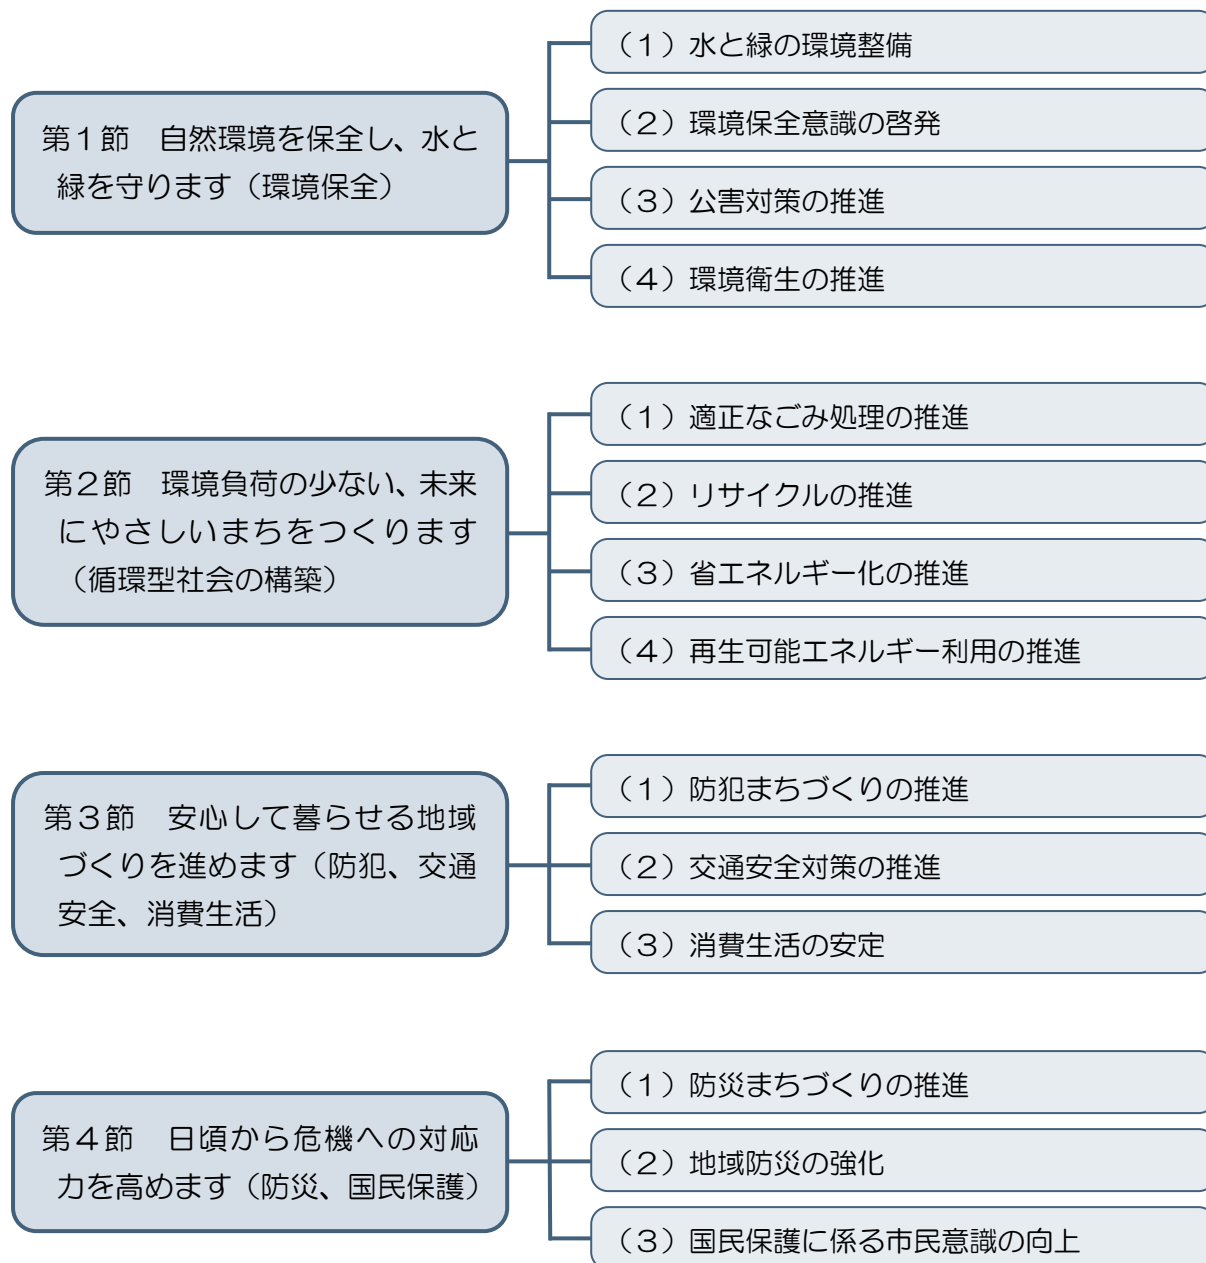 第１節　自然環境を保全し、水と
緑を守ります（環境保全）
（１）水と緑の環境整備
（２）環境保全意識の啓発
（３）公害対策の推進
（４）環境衛生の推進
第２節　環境負荷の少ない、未来
にやさしいまちをつくります
（循環型社会の構築）
（１）適正なごみ処理の推進
（２）リサイクルの推進
（３）省エネルギー化の推進
（４）再生可能エネルギー利用の推進
第３節　安心して暮らせる地域
づくりを進めます（防犯、交通
安全、消費生活）
（１）防犯まちづくりの推進
（２）交通安全対策の推進
（３）消費生活の安定
第４節　日頃から危機への対応
力を高めます（防災、国民保護）
（１）防災まちづくりの推進
（２）地域防災の強化
（３）国民保護に係る市民意識の向上